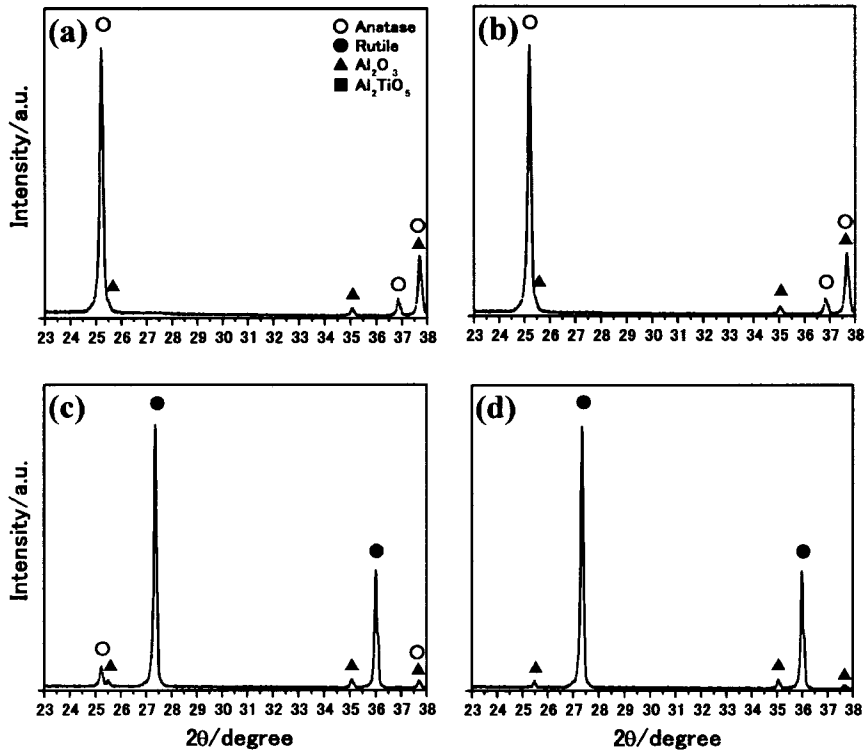 (a)
Anatase
Rutile
Al₂O₃
Al₂TiO₅
Intensity/a.u.
23 24 25 26 27 28 29 30 31 32 33 34 35 36 37 38
(b)
23 24 25 26 27 28 29 30 31 32 33 34 35 36 37 38
(c)
Intensity/a.u.
23 24 25 26 27 28 29 30 31 32 33 34 35 36 37 38
2θ/degree
(d)
23 24 25 26 27 28 29 30 31 32 33 34 35 36 37 38
2θ/degree